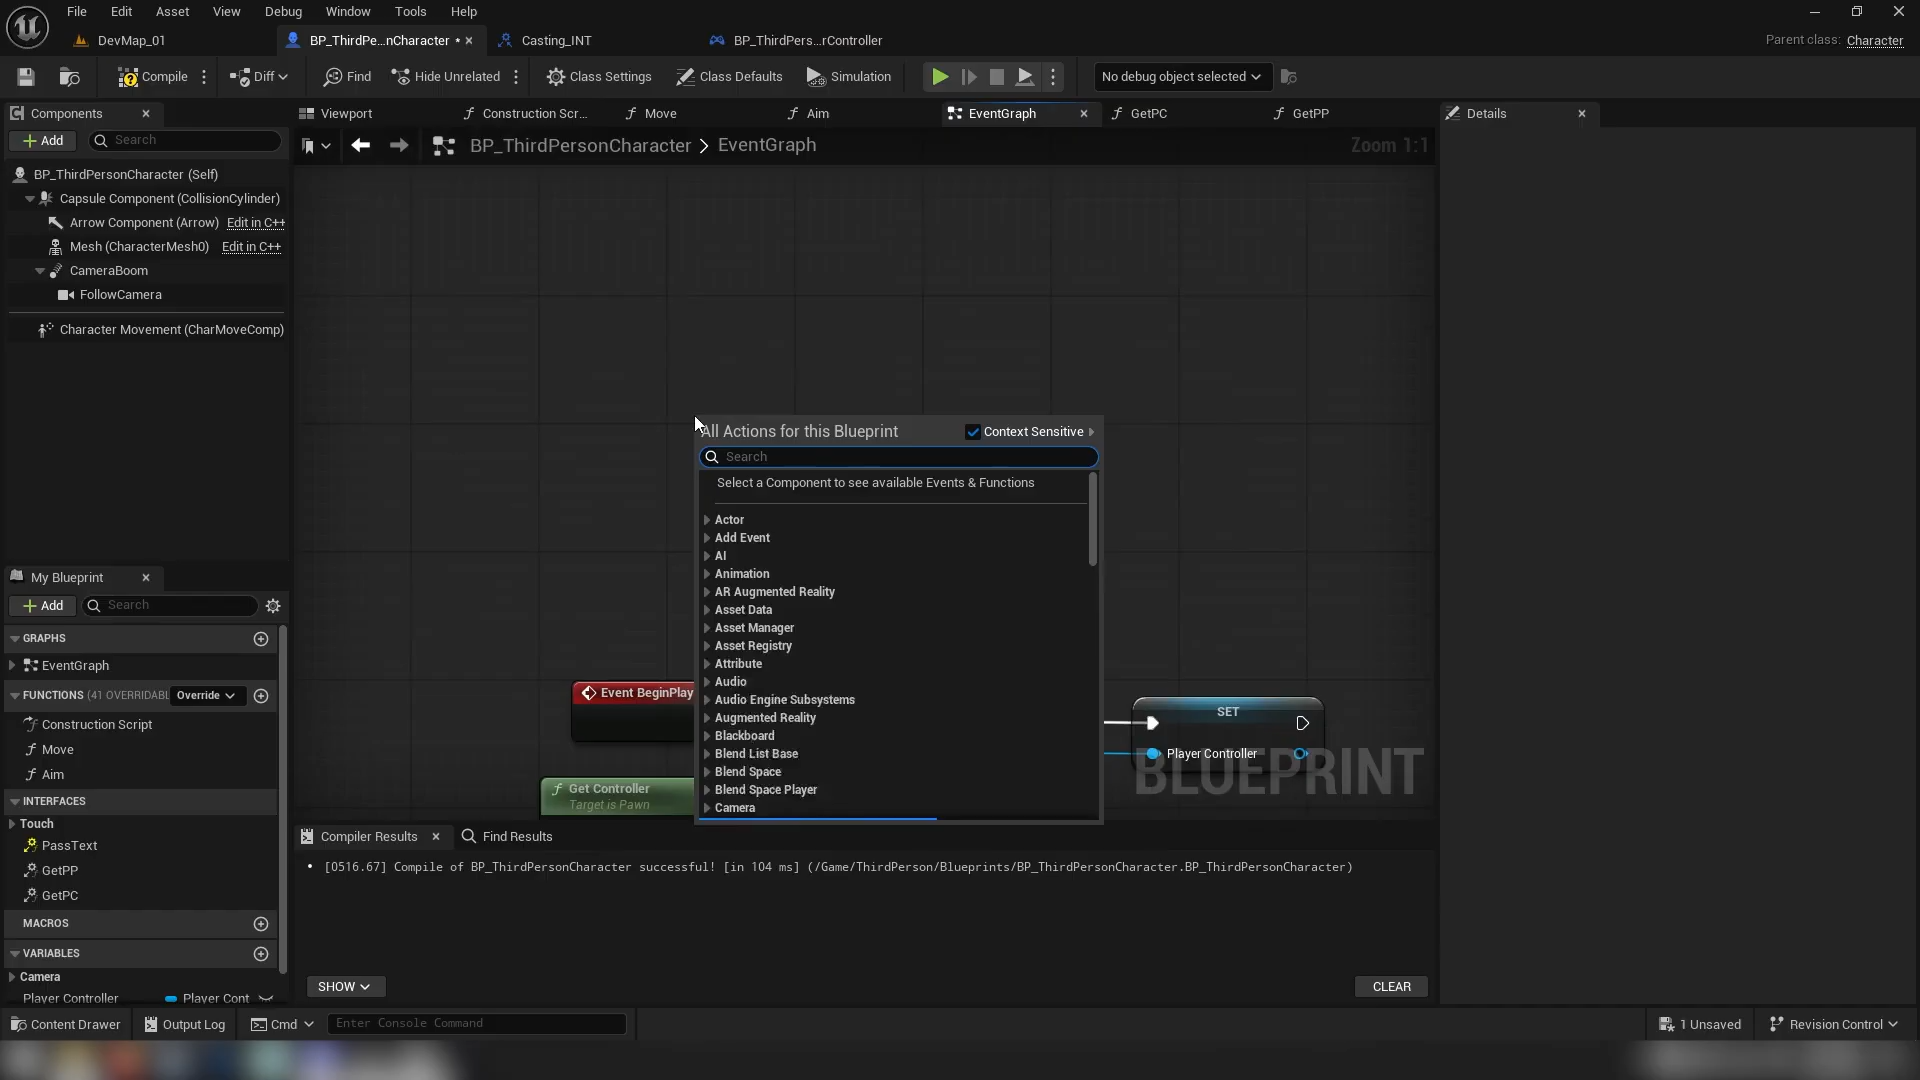 File Edit Asset View Debug Window Tools Help
DevMap_01
BP_ThirdPe...nCharacter •
Casting_INT
BP_ThirdPers...rController
Parent class: Character
Compile
Diff
Find
Hide Unrelated
Class Settings
Class Defaults
Simulation
No debug object selected
Components
Viewport
Construction Scr...
Move
Aim
EventGraph
GetPC
GetPP
Details
Add
Search
BP_ThirdPersonCharacter > EventGraph
Zoom 1:1
BP_ThirdPersonCharacter (Self)
Capsule Component (CollisionCylinder)
Arrow Component (Arrow) Edit in C++
Mesh (CharacterMesh0) Edit in C++
CameraBoom
FollowCamera
Character Movement (CharMoveComp)
All Actions for this Blueprint
Context Sensitive
Search
Select a Component to see available Events & Functions
Actor
Add Event
AI
Animation
AR Augmented Reality
Asset Data
Asset Manager
Asset Registry
Attribute
Audio
Audio Engine Subsystems
Augmented Reality
Blackboard
Blend List Base
Blend Space
Blend Space Player
Camera
Event BeginPlay
Get Controller
Target is Pawn
SET
Player Controller
BLUEPRINT
My Blueprint
Add
Search
GRAPHS
EventGraph
FUNCTIONS (41 OVERRIDABL
Override
Construction Script
Move
Aim
INTERFACES
Touch
PassText
GetPP
GetPC
MACROS
VARIABLES
Camera
Player Controller Player Cont
Compiler Results
Find Results
• [0516.67] Compile of BP_ThirdPersonCharacter successful! [in 104 ms] (/Game/ThirdPerson/Blueprints/BP_ThirdPersonCharacter.BP_ThirdPersonCharacter)
SHOW
CLEAR
Content Drawer
Output Log
Cmd
Enter Console Command
1 Unsaved
Revision Control